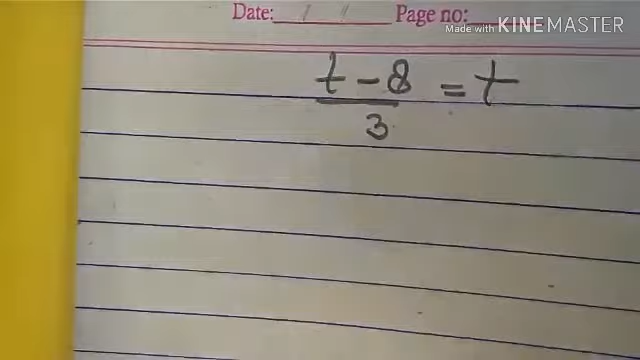 Date: / / Page no:
Made with KINEMASTER
t - 8 = t
3